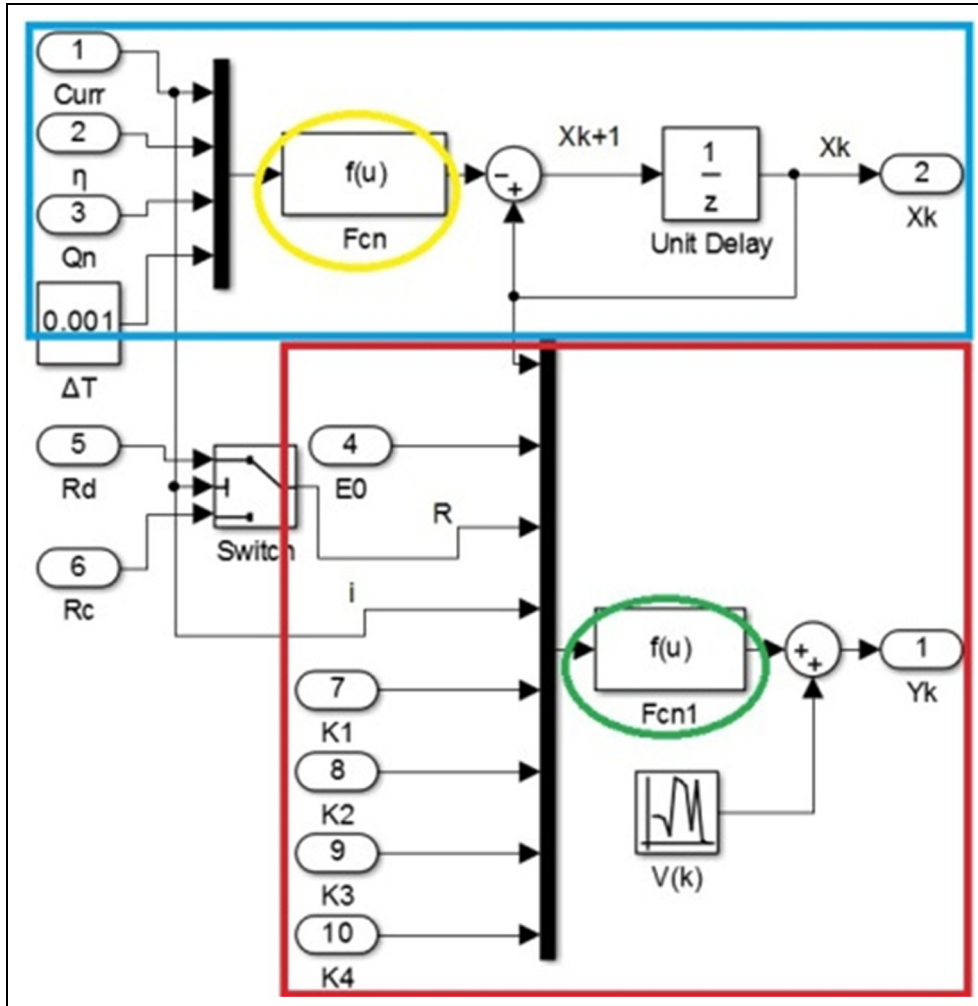 1
Curr
2
η
3
Qn
0.001
ΔT
f(u)
Fcn
−
+
Xk+1
1
z
Unit Delay
Xk
2
Xk
5
Rd
6
Rc
Switch
4
E0
R
i
7
K1
8
K2
9
K3
10
K4
f(u)
Fcn1
+
+
1
Yk
V(k)